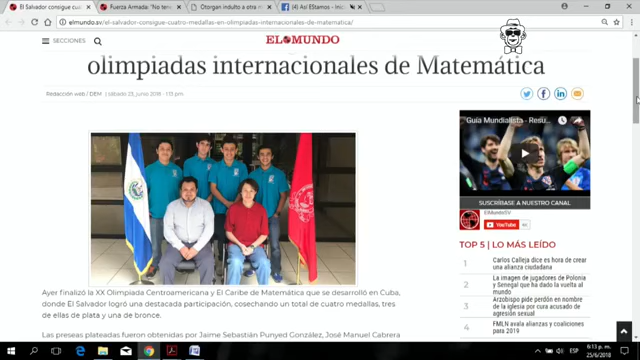 El Salvador consigue cuat
Fuerza Armada: "No ten
Otorgan indulto a otra m
(4) Así EStamos - Inici
elmundo.sv/el-salvador-consigue-cuatro-medallas-en-olimpiadas-internacionales-de-matematica/
SECCIONES
EL MUNDO
olimpiadas internacionales de Matemática
Redacción web / DEM
sábado 23, junio 2018 - 1:13 pm
Guía Mundialista - Resu
SUSCRÍBASE A NUESTRO CANAL
ElMundoSV
YouTube
TOP 5 | LO MÁS LEÍDO
1 Carlos Calleja dice es hora de crear
una alianza ciudadana
2 La imagen de jugadores de Polonia
y Senegal que ha dado la vuelta al
mundo
3 Arzobispo pide perdón en nombre
de la iglesia por cura acusado de
agresión sexual
4 FMLN avala alianzas y coaliciones
para 2019
Ayer finalizó la XX Olimpiada Centroamericana y El Caribe de Matemática que se desarrolló en Cuba,
donde El Salvador logró una destacada participación, cosechando un total de cuatro medallas, tres
de ellas de plata y una de bronce.
Las preseas plateadas fueron obtenidas por Jaime Sebastián Punyed González, José Manuel Cabrera
ESP
6:13 p. m.
25/6/2018